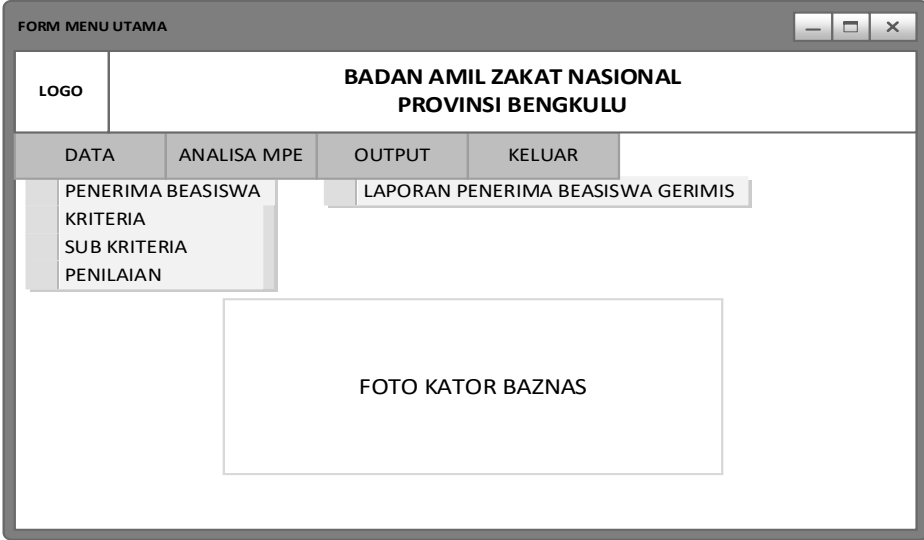 FORM MENU UTAMA
LOGO
BADAN AMIL ZAKAT NASIONAL
PROVINSI BENGKULU
DATA
ANALISA MPE
OUTPUT
KELUAR
PENERIMA BEASISWA
KRITERIA
SUB KRITERIA
PENILAIAN
LAPORAN PENERIMA BEASISWA GERIMIS
FOTO KATOR BAZNAS